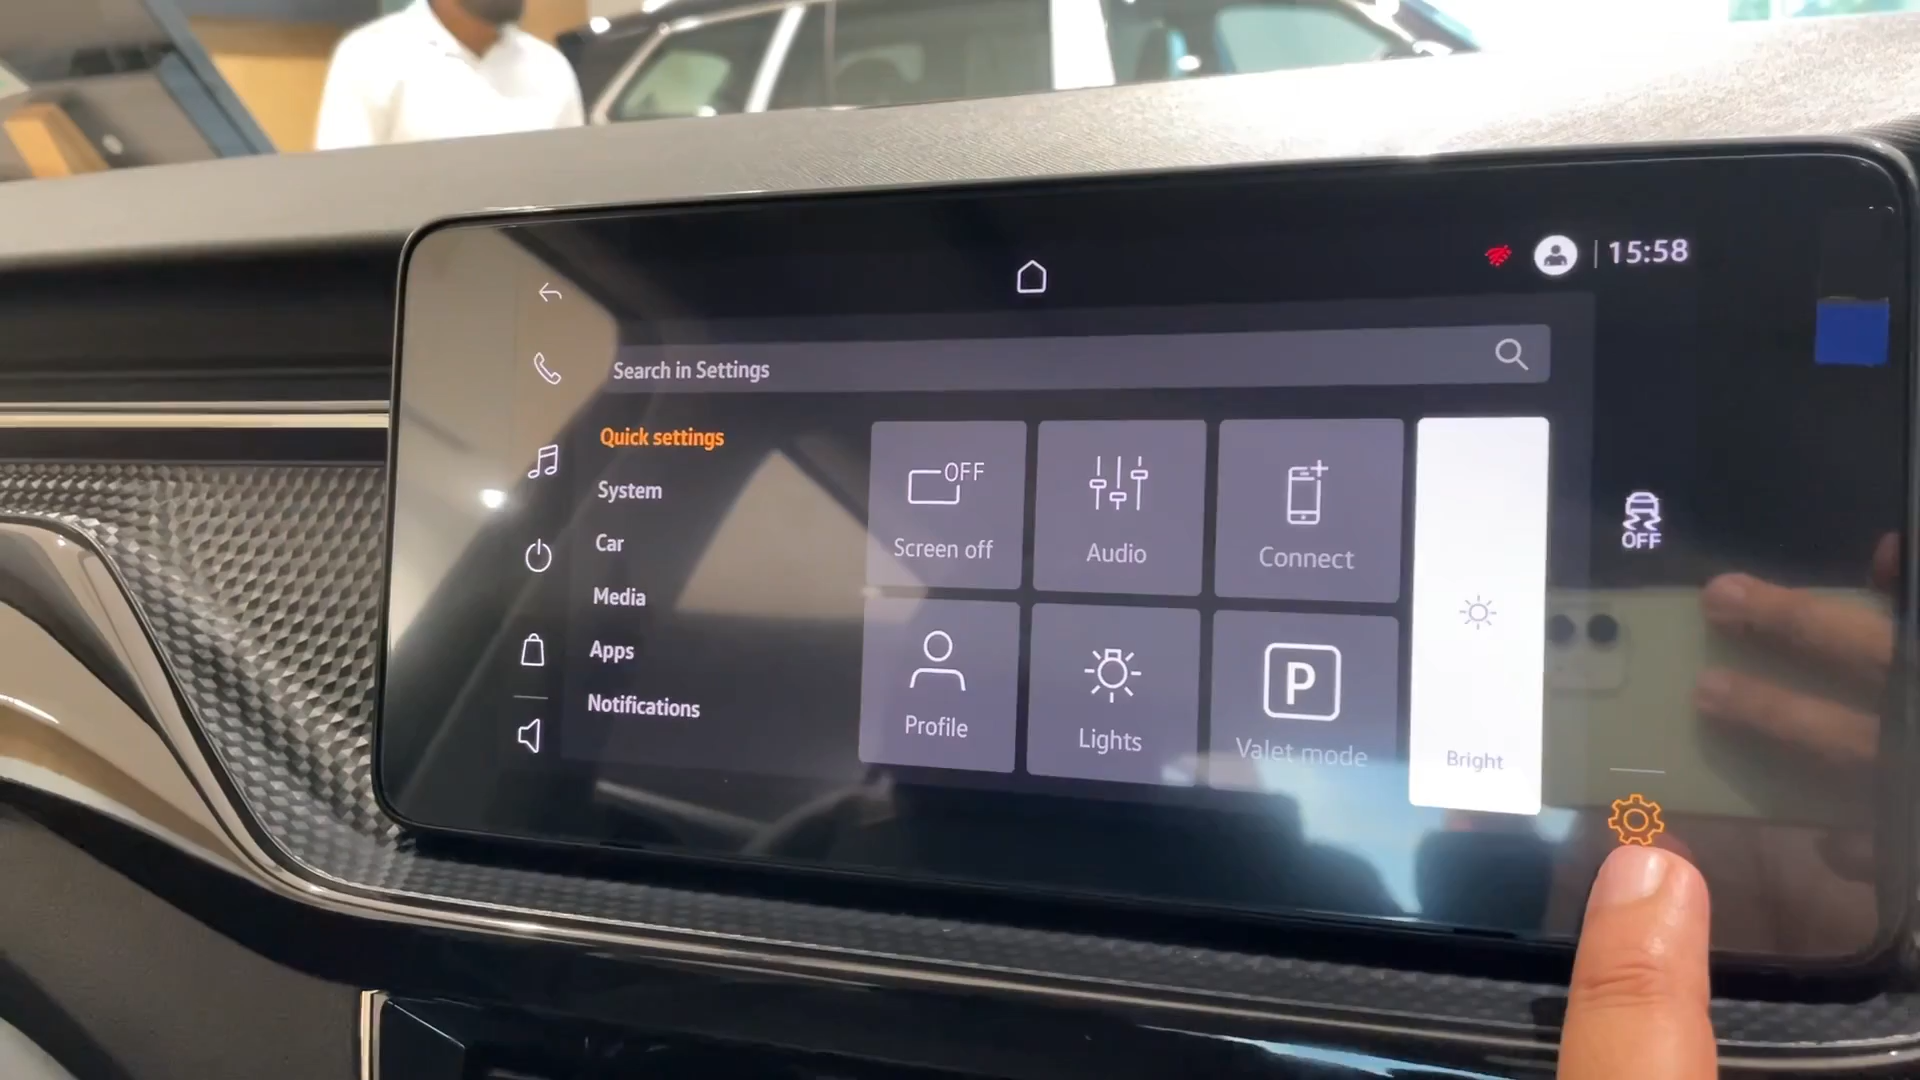 15:58
Search in Settings
Quick settings
System
Car
Media
Apps
Notifications
OFF
Screen off
Audio
Connect
Profile
Lights
P
Valet mode
Bright
OFF